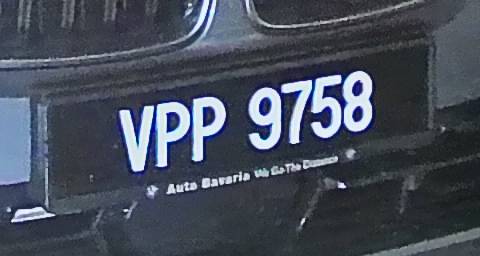 VPP 9758
Auto Bavaria We Go The Distance